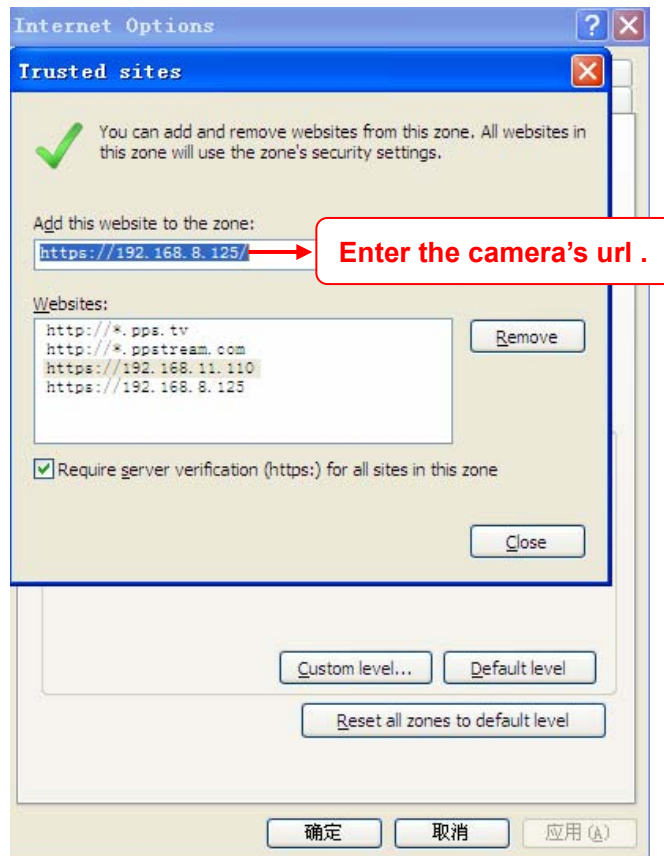 Internet Options
Trusted sites
You can add and remove websites from this zone. All websites in
this zone will use the zone's security settings.
Add this website to the zone:
https://192.168.8.125/
Enter the camera’s url .
Websites:
http://*.pps.tv
http://*.ppstream.com
https://192.168.11.110
https://192.168.8.125
Remove
Require server verification (https:) for all sites in this zone
Close
Custom level...
Default level
Reset all zones to default level
确定
取消
应用(A)